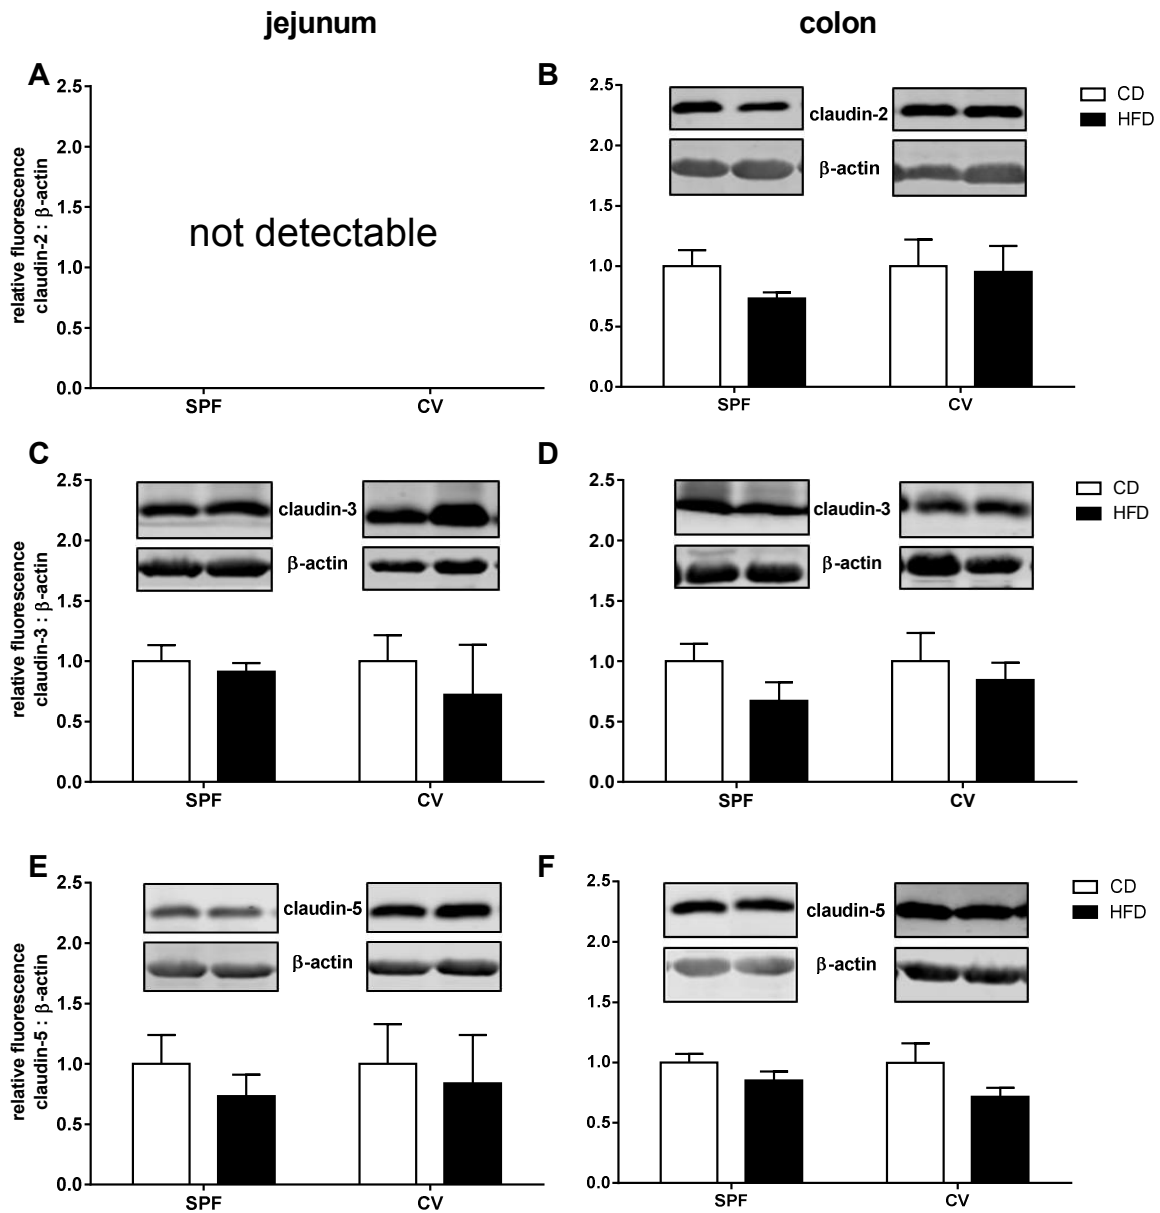 jejunum
colon
A
relative fluorescence
claudin-2 : β-actin
2.5
2.0
1.5
1.0
0.5
0.0
not detectable
SPF
CV
B
2.5
2.0
1.5
1.0
0.5
0.0
claudin-2
β-actin
SPF
CV
CD
HFD
C
relative fluorescence
claudin-3 : β-actin
2.5
2.0
1.5
1.0
0.5
0.0
claudin-3
β-actin
SPF
CV
D
2.5
2.0
1.5
1.0
0.5
0.0
claudin-3
β-actin
SPF
CV
CD
HFD
E
relative fluorescence
claudin-5 : β-actin
2.5
2.0
1.5
1.0
0.5
0.0
claudin-5
β-actin
SPF
CV
F
2.5
2.0
1.5
1.0
0.5
0.0
claudin-5
β-actin
SPF
CV
CD
HFD